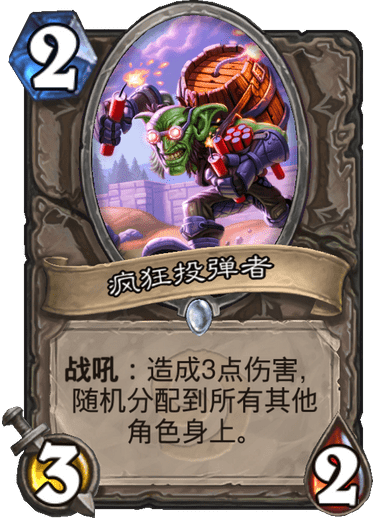 2
疯狂投弹者
战吼：造成3点伤害，
随机分配到所有其他
角色身上。
3
2